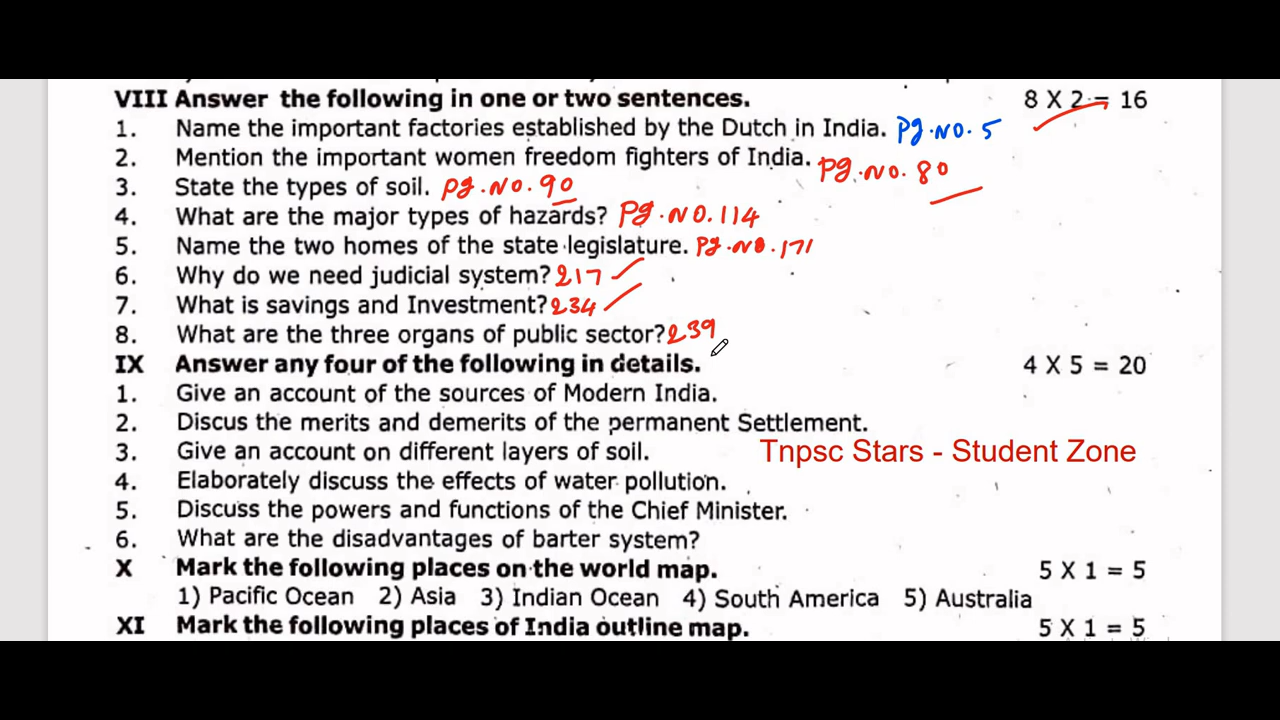 VIII Answer the following in one or two sentences. 8 X 2 = 16
1. Name the important factories established by the Dutch in India. Pg.No.5
2. Mention the important women freedom fighters of India. Pg.No.80
3. State the types of soil. Pg.No.90
4. What are the major types of hazards? Pg.No.114
5. Name the two homes of the state legislature. Pg.No.171
6. Why do we need judicial system? 217
7. What is savings and Investment? 234
8. What are the three organs of public sector? 239
IX Answer any four of the following in details. 4 X 5 = 20
1. Give an account of the sources of Modern India.
2. Discus the merits and demerits of the permanent Settlement.
3. Give an account on different layers of soil.
Tnpsc Stars - Student Zone
4. Elaborately discuss the effects of water pollution.
5. Discuss the powers and functions of the Chief Minister.
6. What are the disadvantages of barter system?
X Mark the following places on the world map. 5 X 1 = 5
1) Pacific Ocean 2) Asia 3) Indian Ocean 4) South America 5) Australia
XI Mark the following places of India outline map. 5 X 1 = 5